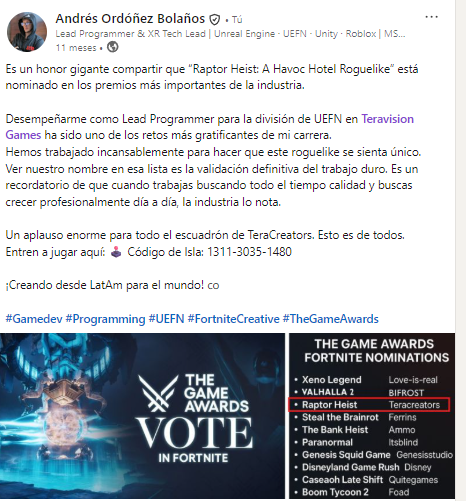 Andrés Ordóñez Bolaños • Tú
Lead Programmer & XR Tech Lead | Unreal Engine · UEFN · Unity · Roblox | MS...
11 meses •
Es un honor gigante compartir que “Raptor Heist: A Havoc Hotel Roguelike” está
nominado en los premios más importantes de la industria.
Desempeñarme como Lead Programmer para la división de UEFN en Teravision
Games ha sido uno de los retos más gratificantes de mi carrera.
Hemos trabajado incansablemente para hacer que este roguelike se sienta único.
Ver nuestro nombre en esa lista es la validación definitiva del trabajo duro. Es un
recordatorio de que cuando trabajas buscando todo el tiempo calidad y buscas
crecer profesionalmente día a día, la industria lo nota.
Un aplauso enorme para todo el escuadrón de TeraCreators. Esto es de todos.
Entren a jugar aquí: 🕹️ Código de Isla: 1311-3035-1480
¡Creando desde LatAm para el mundo! co
#Gamedev #Programming #UEFN #FortniteCreative #TheGameAwards
THE
GAME
AWARDS
VOTE
IN FORTNITE
THE GAME AWARDS
FORTNITE NOMINATIONS
• Xeno Legend Love-is-real
• VALHALLA 2 BIFROST
• Raptor Heist Teracreators
• Steal the Brainrot Ferrins
• The Bank Heist Ammo
• Paranormal Itsblind
• Genesis Squid Game Genesisstudio
• Disneyland Game Rush Disney
• Caseoh Late Shift Quitegames
• Boom Tycoon 2 Foad